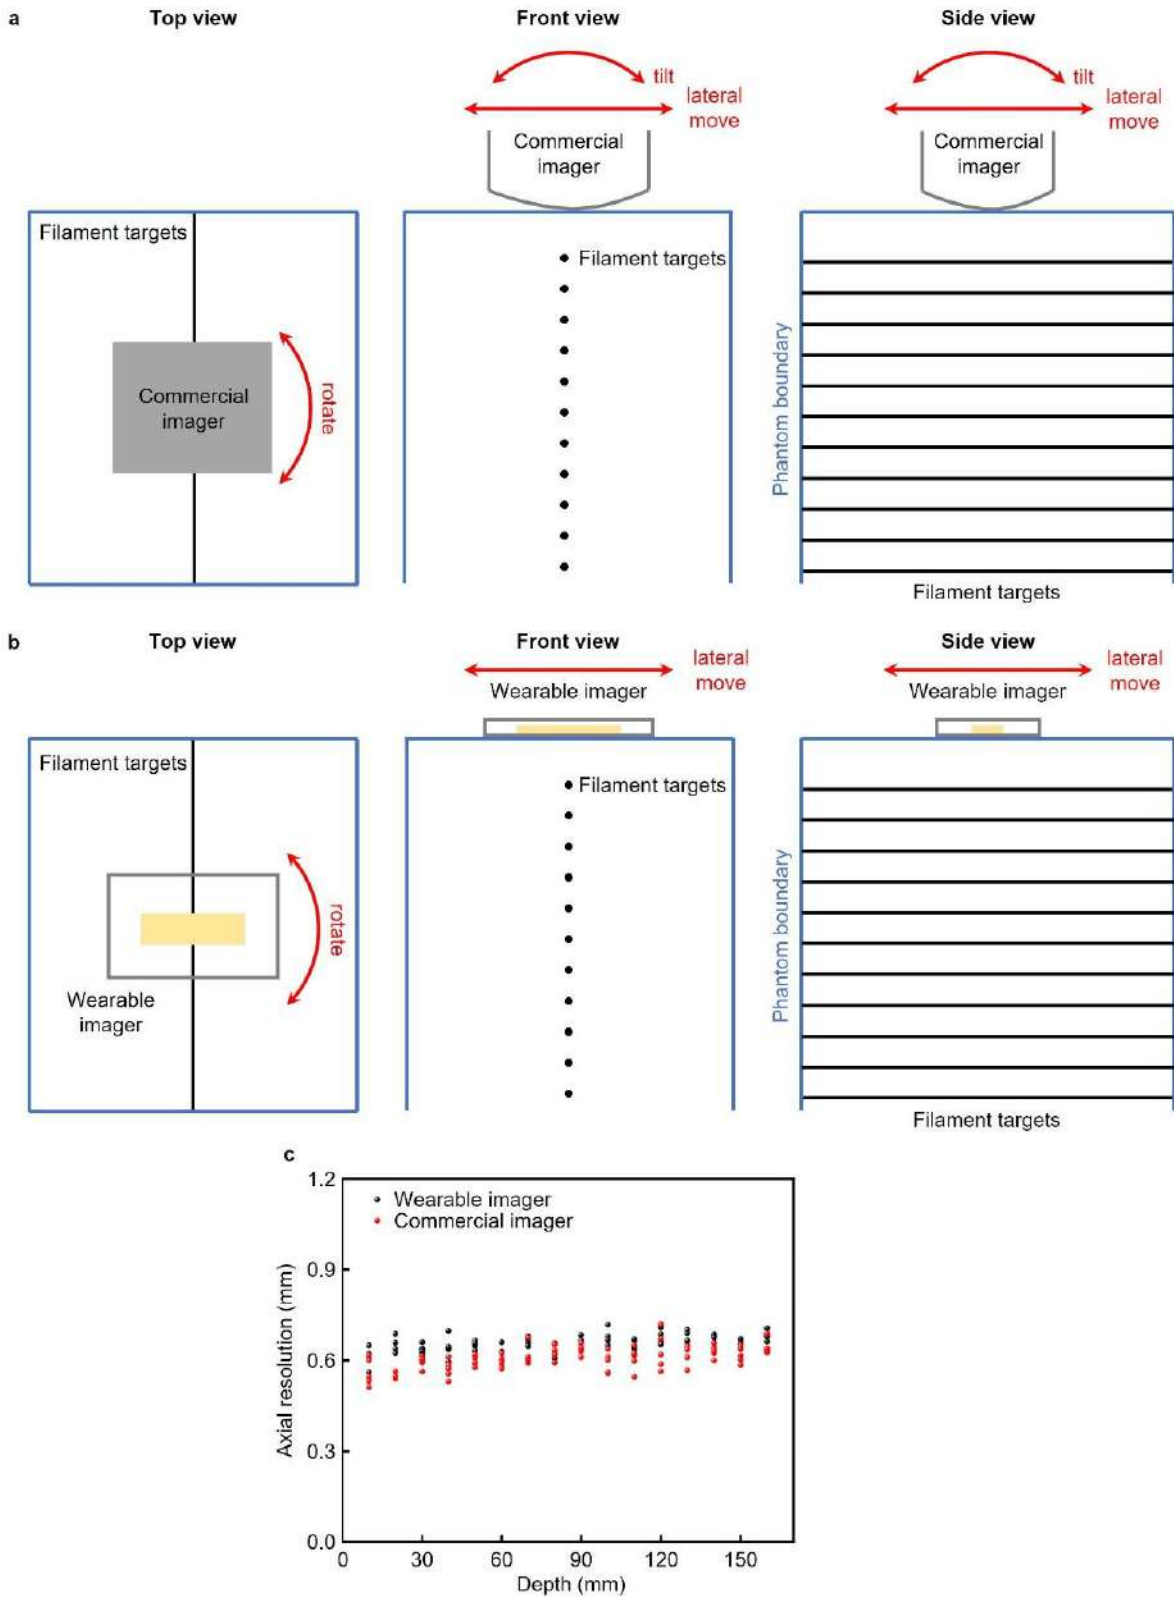 a
Top view
Front view
Side view
tilt
lateral
move
Commercial
imager
tilt
lateral
move
Commercial
imager
Filament targets
Commercial
imager
rotate
Filament targets
Phantom boundary
Filament targets
b
Top view
Front view
Side view
lateral
move
Wearable imager
lateral
move
Wearable imager
Filament targets
rotate
Wearable
imager
Filament targets
Phantom boundary
Filament targets
c
1.2
0.9
0.6
0.3
0.0
Axial resolution (mm)
Wearable imager
Commercial imager
0 30 60 90 120 150
Depth (mm)